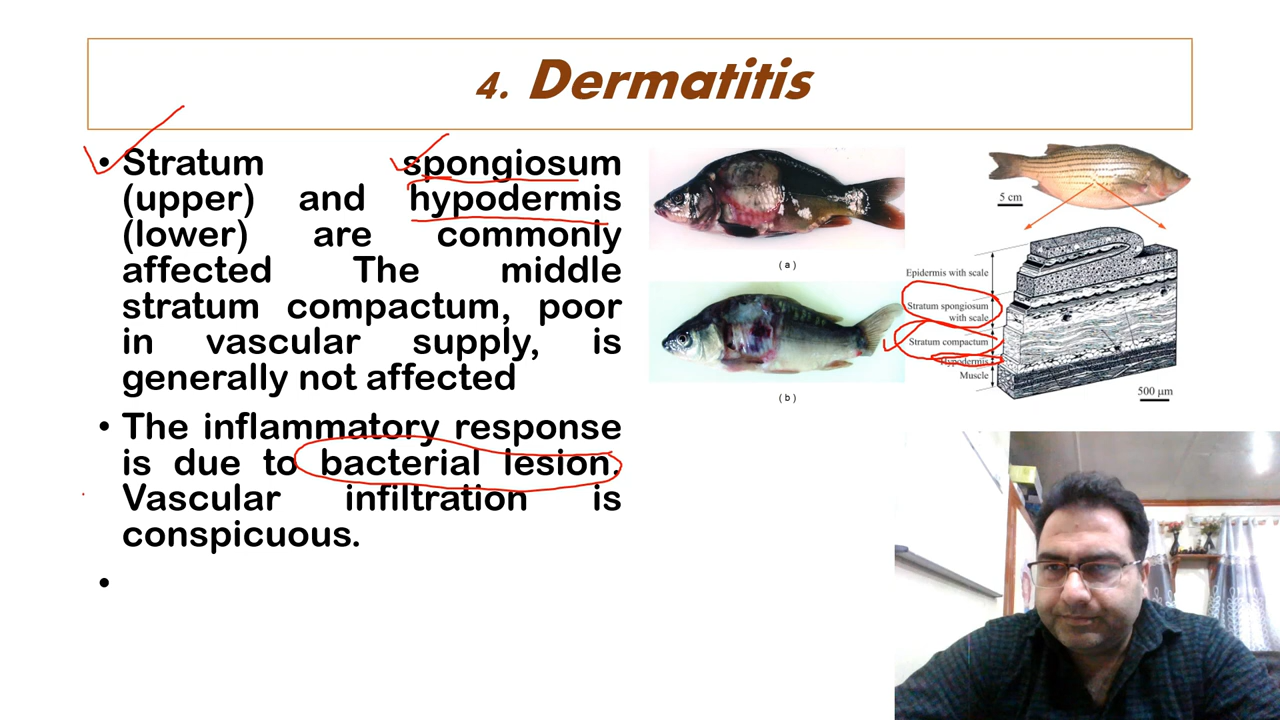 4. Dermatitis
• Stratum spongiosum
(upper) and hypodermis
(lower) are commonly
affected The middle
stratum compactum, poor
in vascular supply, is
generally not affected
• The inflammatory response
is due to bacterial lesion.
Vascular infiltration is
conspicuous.
•
(a)
(b)
5 cm
Epidermis with scale
Stratum spongiosum
with scale
Stratum compactum
Hypodermis
Muscle
500 μm